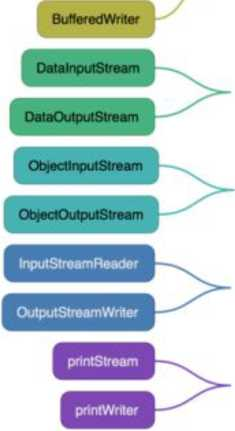 BufferedWriter
DataInputStream
DataOutputStream
ObjectInputStream
ObjectOutputStream
InputStreamReader
OutputStreamWriter
printStream
printWriter